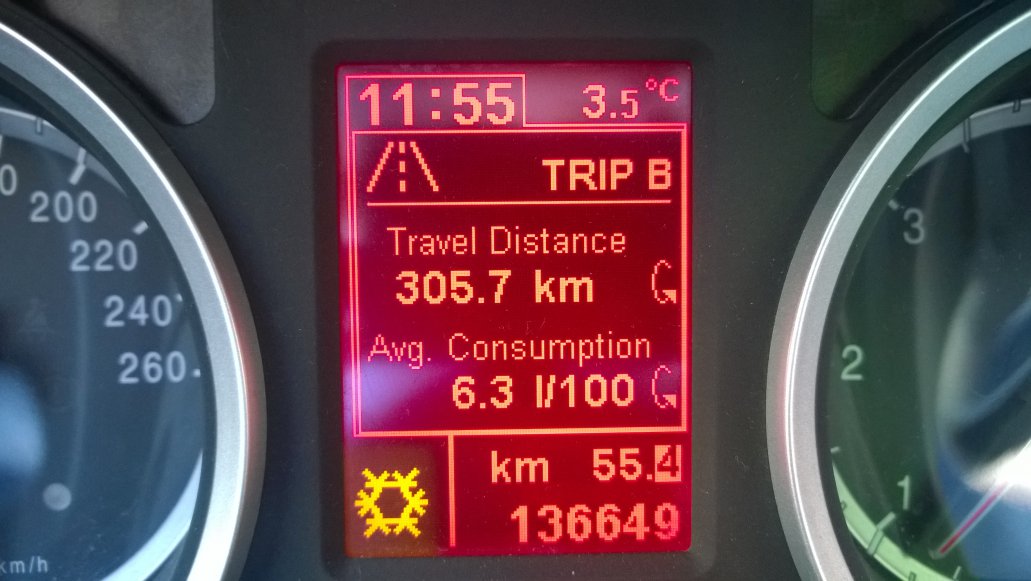 11:55 3.5°C
TRIP B
Travel Distance
305.7 km
Avg. Consumption
6.3 l/100
km 55.4
136649
200
220
240
260
km/h
3
2
1